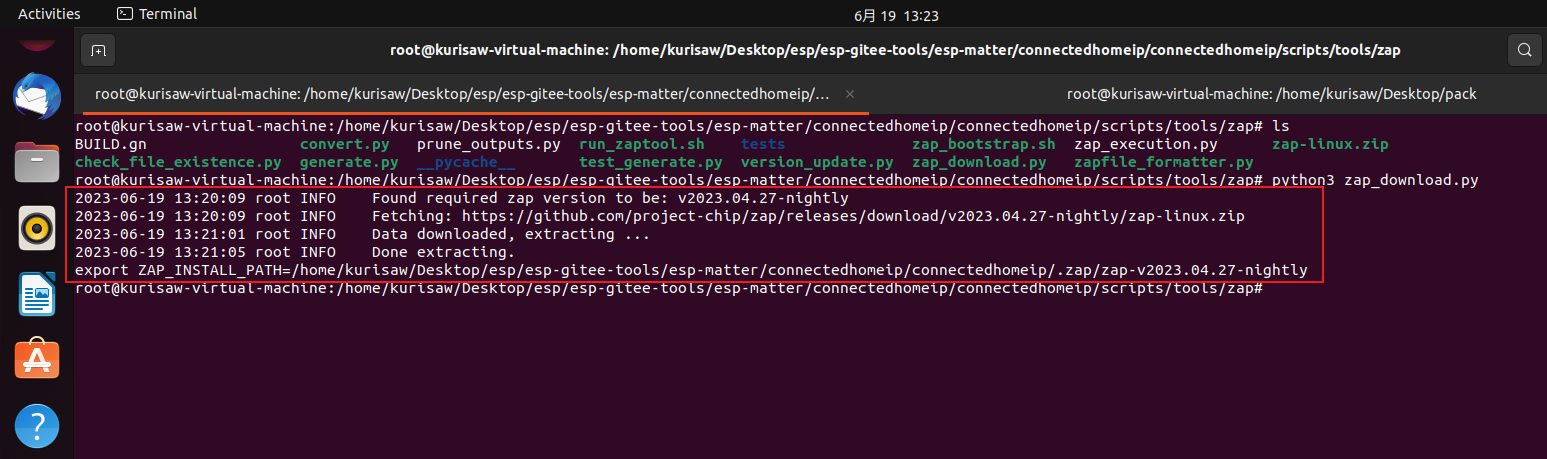 Activities
Terminal
6月 19 13:23
root@kurisaw-virtual-machine: /home/kurisaw/Desktop/esp/esp-gitee-tools/esp-matter/connectedhomeip/connectedhomeip/scripts/tools/zap
root@kurisaw-virtual-machine: /home/kurisaw/Desktop/esp/esp-gitee-tools/esp-matter/connectedhomeip/...
root@kurisaw-virtual-machine: /home/kurisaw/Desktop/pack
root@kurisaw-virtual-machine:/home/kurisaw/Desktop/esp/esp-gitee-tools/esp-matter/connectedhomeip/connectedhomeip/scripts/tools/zap# ls
BUILD.gn convert.py prune_outputs.py run_zaptool.sh tests zap_bootstrap.sh zap_execution.py zap-linux.zip
check_file_existence.py generate.py __pycache__ test_generate.py version_update.py zap_download.py zapfile_formatter.py
root@kurisaw-virtual-machine:/home/kurisaw/Desktop/esp/esp-gitee-tools/esp-matter/connectedhomeip/connectedhomeip/scripts/tools/zap# python3 zap_download.py
2023-06-19 13:20:09 root INFO Found required zap version to be: v2023.04.27-nightly
2023-06-19 13:20:09 root INFO Fetching: https://github.com/project-chip/zap/releases/download/v2023.04.27-nightly/zap-linux.zip
2023-06-19 13:21:01 root INFO Data downloaded, extracting ...
2023-06-19 13:21:05 root INFO Done extracting.
export ZAP_INSTALL_PATH=/home/kurisaw/Desktop/esp/esp-gitee-tools/esp-matter/connectedhomeip/connectedhomeip/.zap/zap-v2023.04.27-nightly
root@kurisaw-virtual-machine:/home/kurisaw/Desktop/esp/esp-gitee-tools/esp-matter/connectedhomeip/connectedhomeip/scripts/tools/zap#